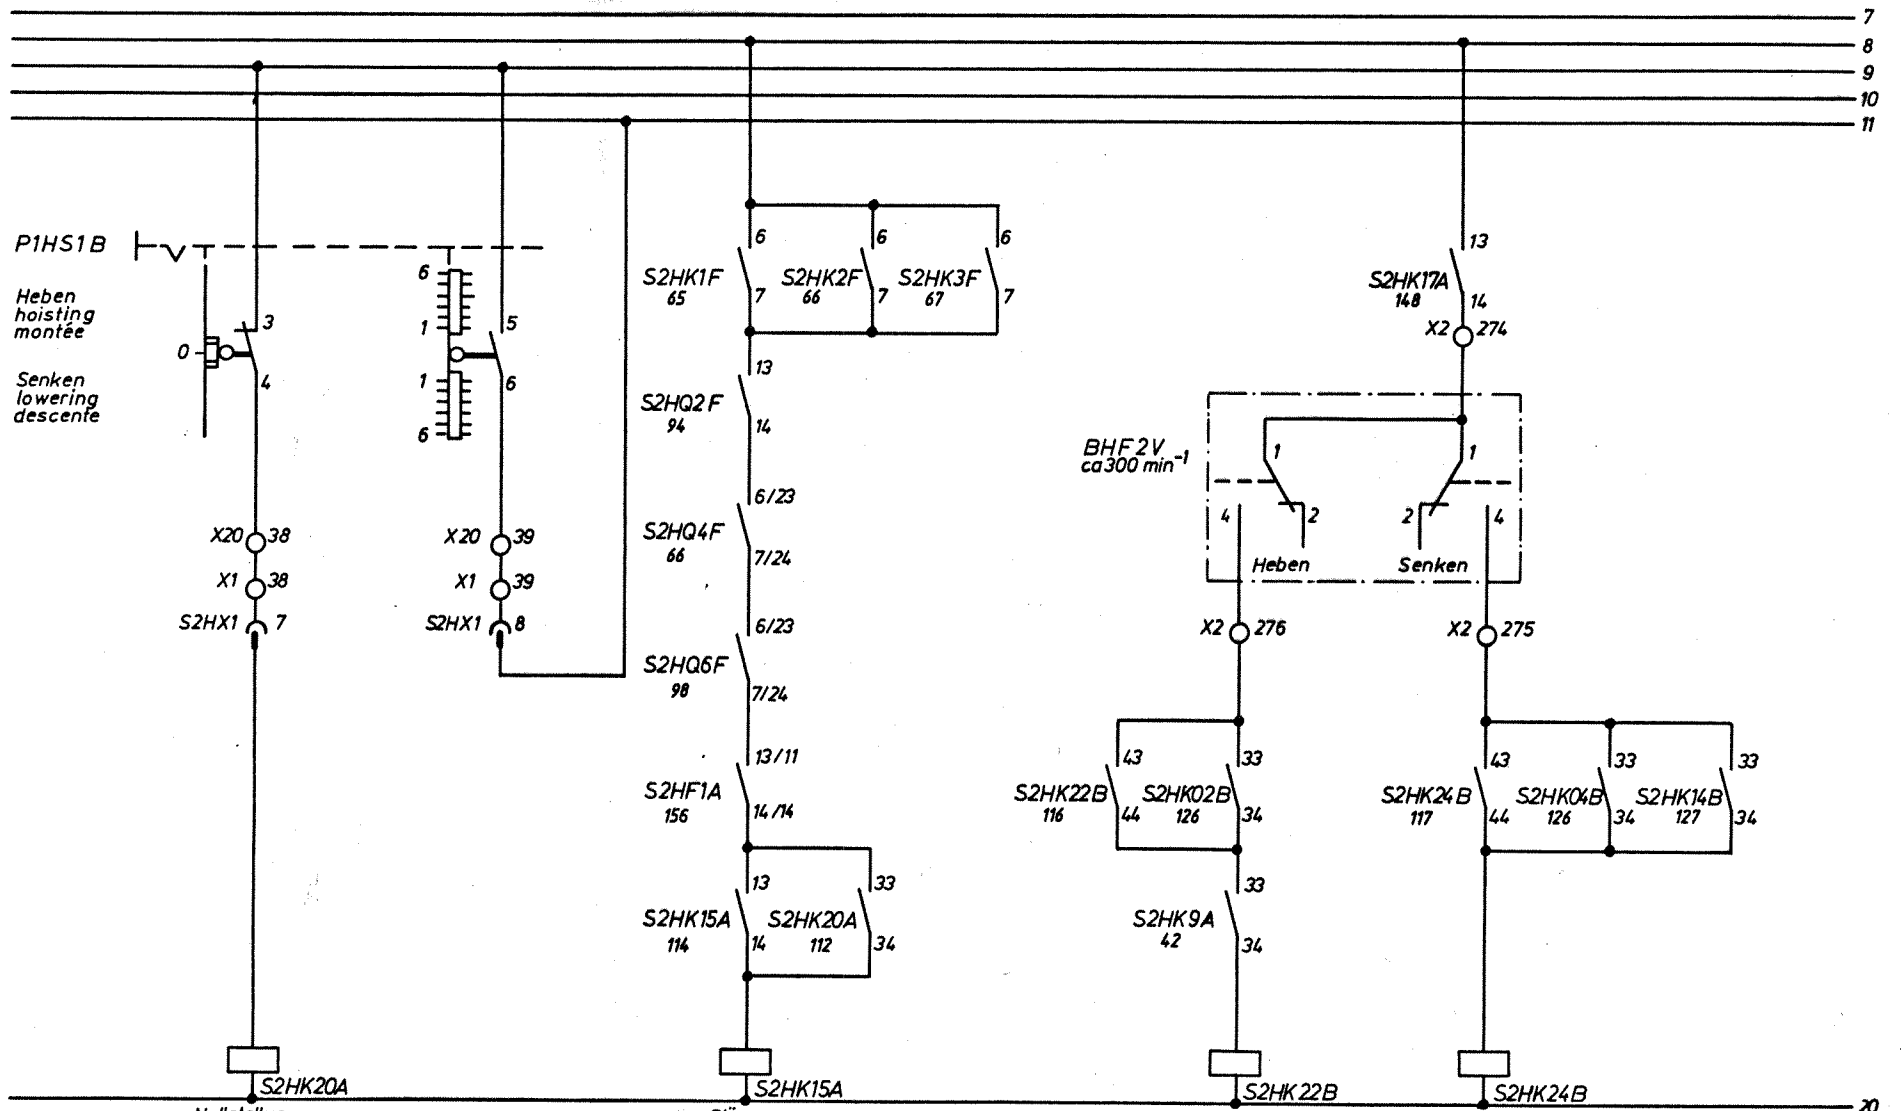 7
8
9
10
11
P1HS1B
Heben
hoisting
montée
0
Senken
lowering
descente
3
4
6
1
1
6
5
6
X20 38
X1 38
S2HX1 7
X20 39
X1 39
S2HX1 8
6
S2HK1F
65
7
6
S2HK2F
66
7
6
S2HK3F
67
7
13
S2HQ2F
94
14
6/23
S2HQ4F
66
7/24
6/23
S2HQ6F
98
7/24
13/11
S2HF1A
156
14/14
13
S2HK15A
114
14
33
S2HK20A
112
34
13
S2HK17A
148
14
X2 274
BHF2V
ca 300 min⁻¹
1
4
2
Heben
1
2
4
Senken
X2 276
X2 275
43
S2HK22B
116
44
33
S2HK02B
126
34
43
S2HK24B
117
44
33
S2HK04B
126
34
33
S2HK14B
127
34
33
S2HK9A
42
34
S2HK20A
S2HK15A
S2HK22B
S2HK24B
20